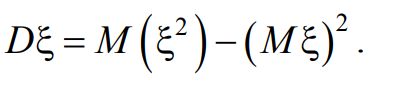 Dξ = M(ξ²) − (Mξ)².